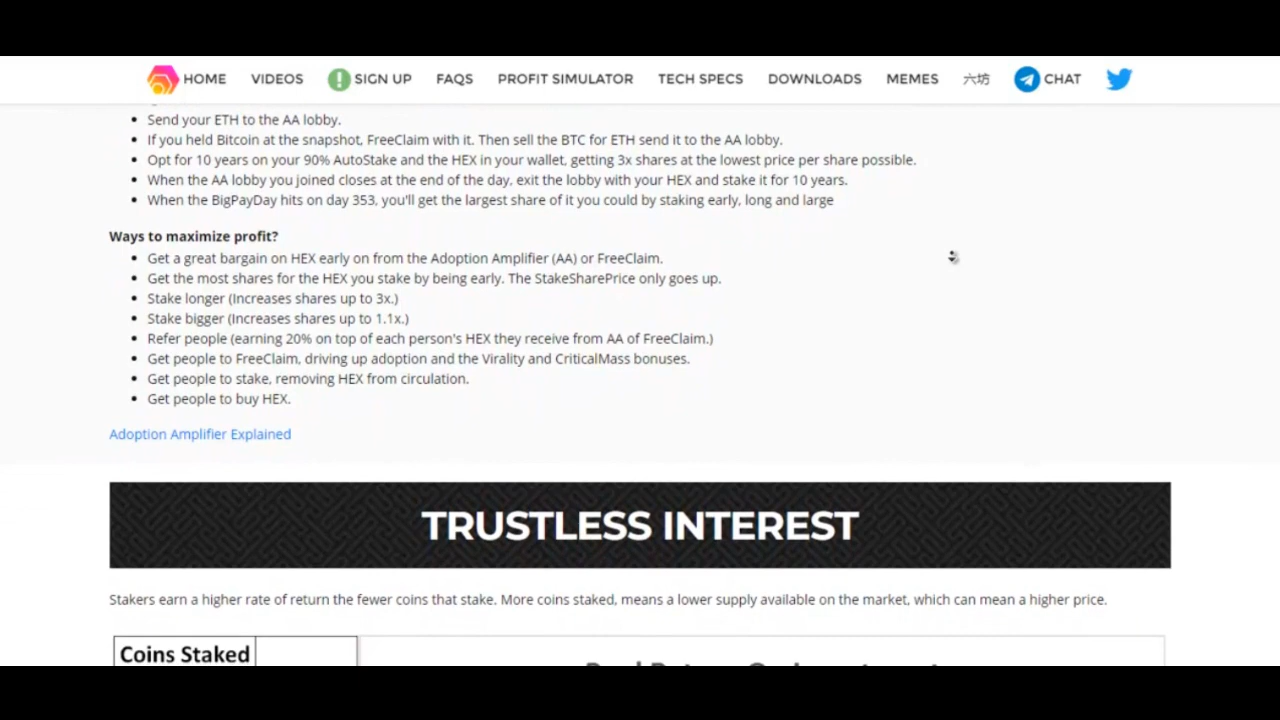 HOME VIDEOS SIGN UP FAQS PROFIT SIMULATOR TECH SPECS DOWNLOADS MEMES 六坊 CHAT
Send your ETH to the AA lobby.
If you held Bitcoin at the snapshot, FreeClaim with it. Then sell the BTC for ETH send it to the AA lobby.
Opt for 10 years on your 90% AutoStake and the HEX in your wallet, getting 3x shares at the lowest price per share possible.
When the AA lobby you joined closes at the end of the day, exit the lobby with your HEX and stake it for 10 years.
When the BigPayDay hits on day 353, you'll get the largest share of it you could by staking early, long and large
Ways to maximize profit?
Get a great bargain on HEX early on from the Adoption Amplifier (AA) or FreeClaim.
Get the most shares for the HEX you stake by being early. The StakeSharePrice only goes up.
Stake longer (Increases shares up to 3x.)
Stake bigger (Increases shares up to 1.1x.)
Refer people (earning 20% on top of each person's HEX they receive from AA of FreeClaim.)
Get people to FreeClaim, driving up adoption and the Virality and CriticalMass bonuses.
Get people to stake, removing HEX from circulation.
Get people to buy HEX.
Adoption Amplifier Explained
TRUSTLESS INTEREST
Stakers earn a higher rate of return the fewer coins that stake. More coins staked, means a lower supply available on the market, which can mean a higher price.
Coins Staked